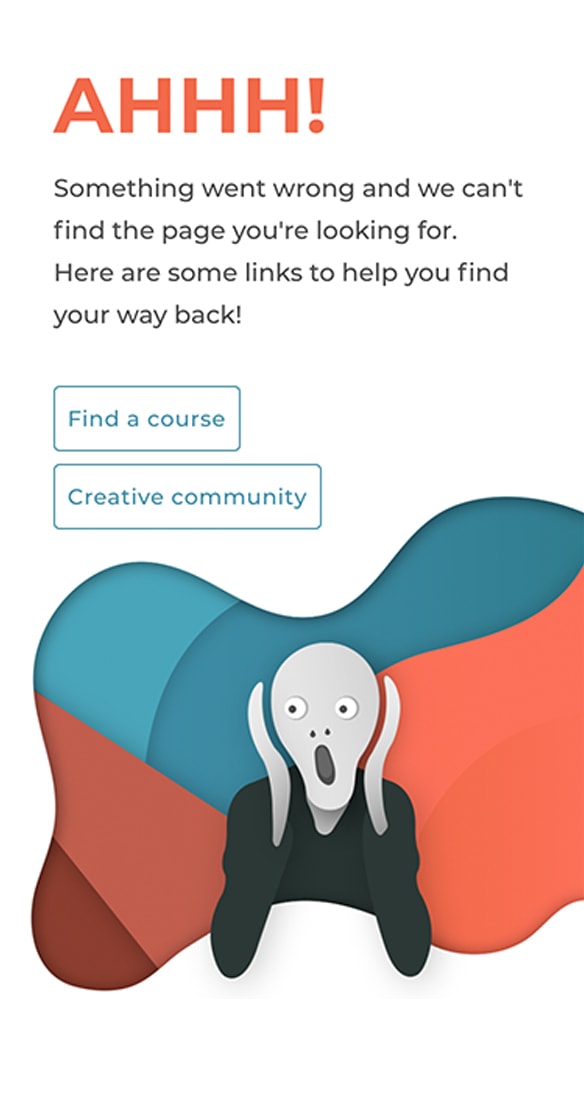 AHHH!
Something went wrong and we can't
find the page you're looking for.
Here are some links to help you find
your way back!
Find a course
Creative community